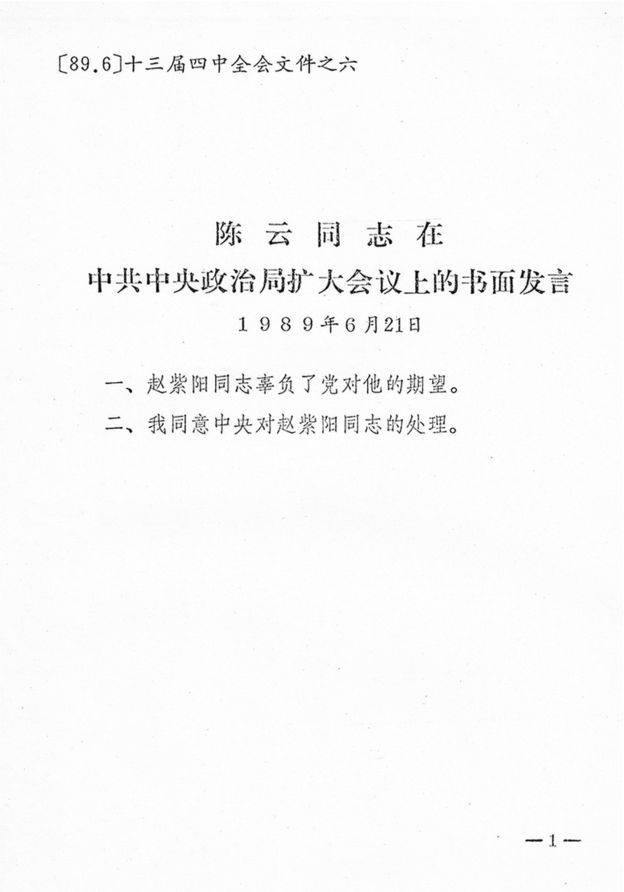 〔89.6〕十三届四中全会文件之六
陈云同志在
中共中央政治局扩大会议上的书面发言
1989年6月21日
一、赵紫阳同志辜负了党对他的期望。
二、我同意中央对赵紫阳同志的处理。
—1—